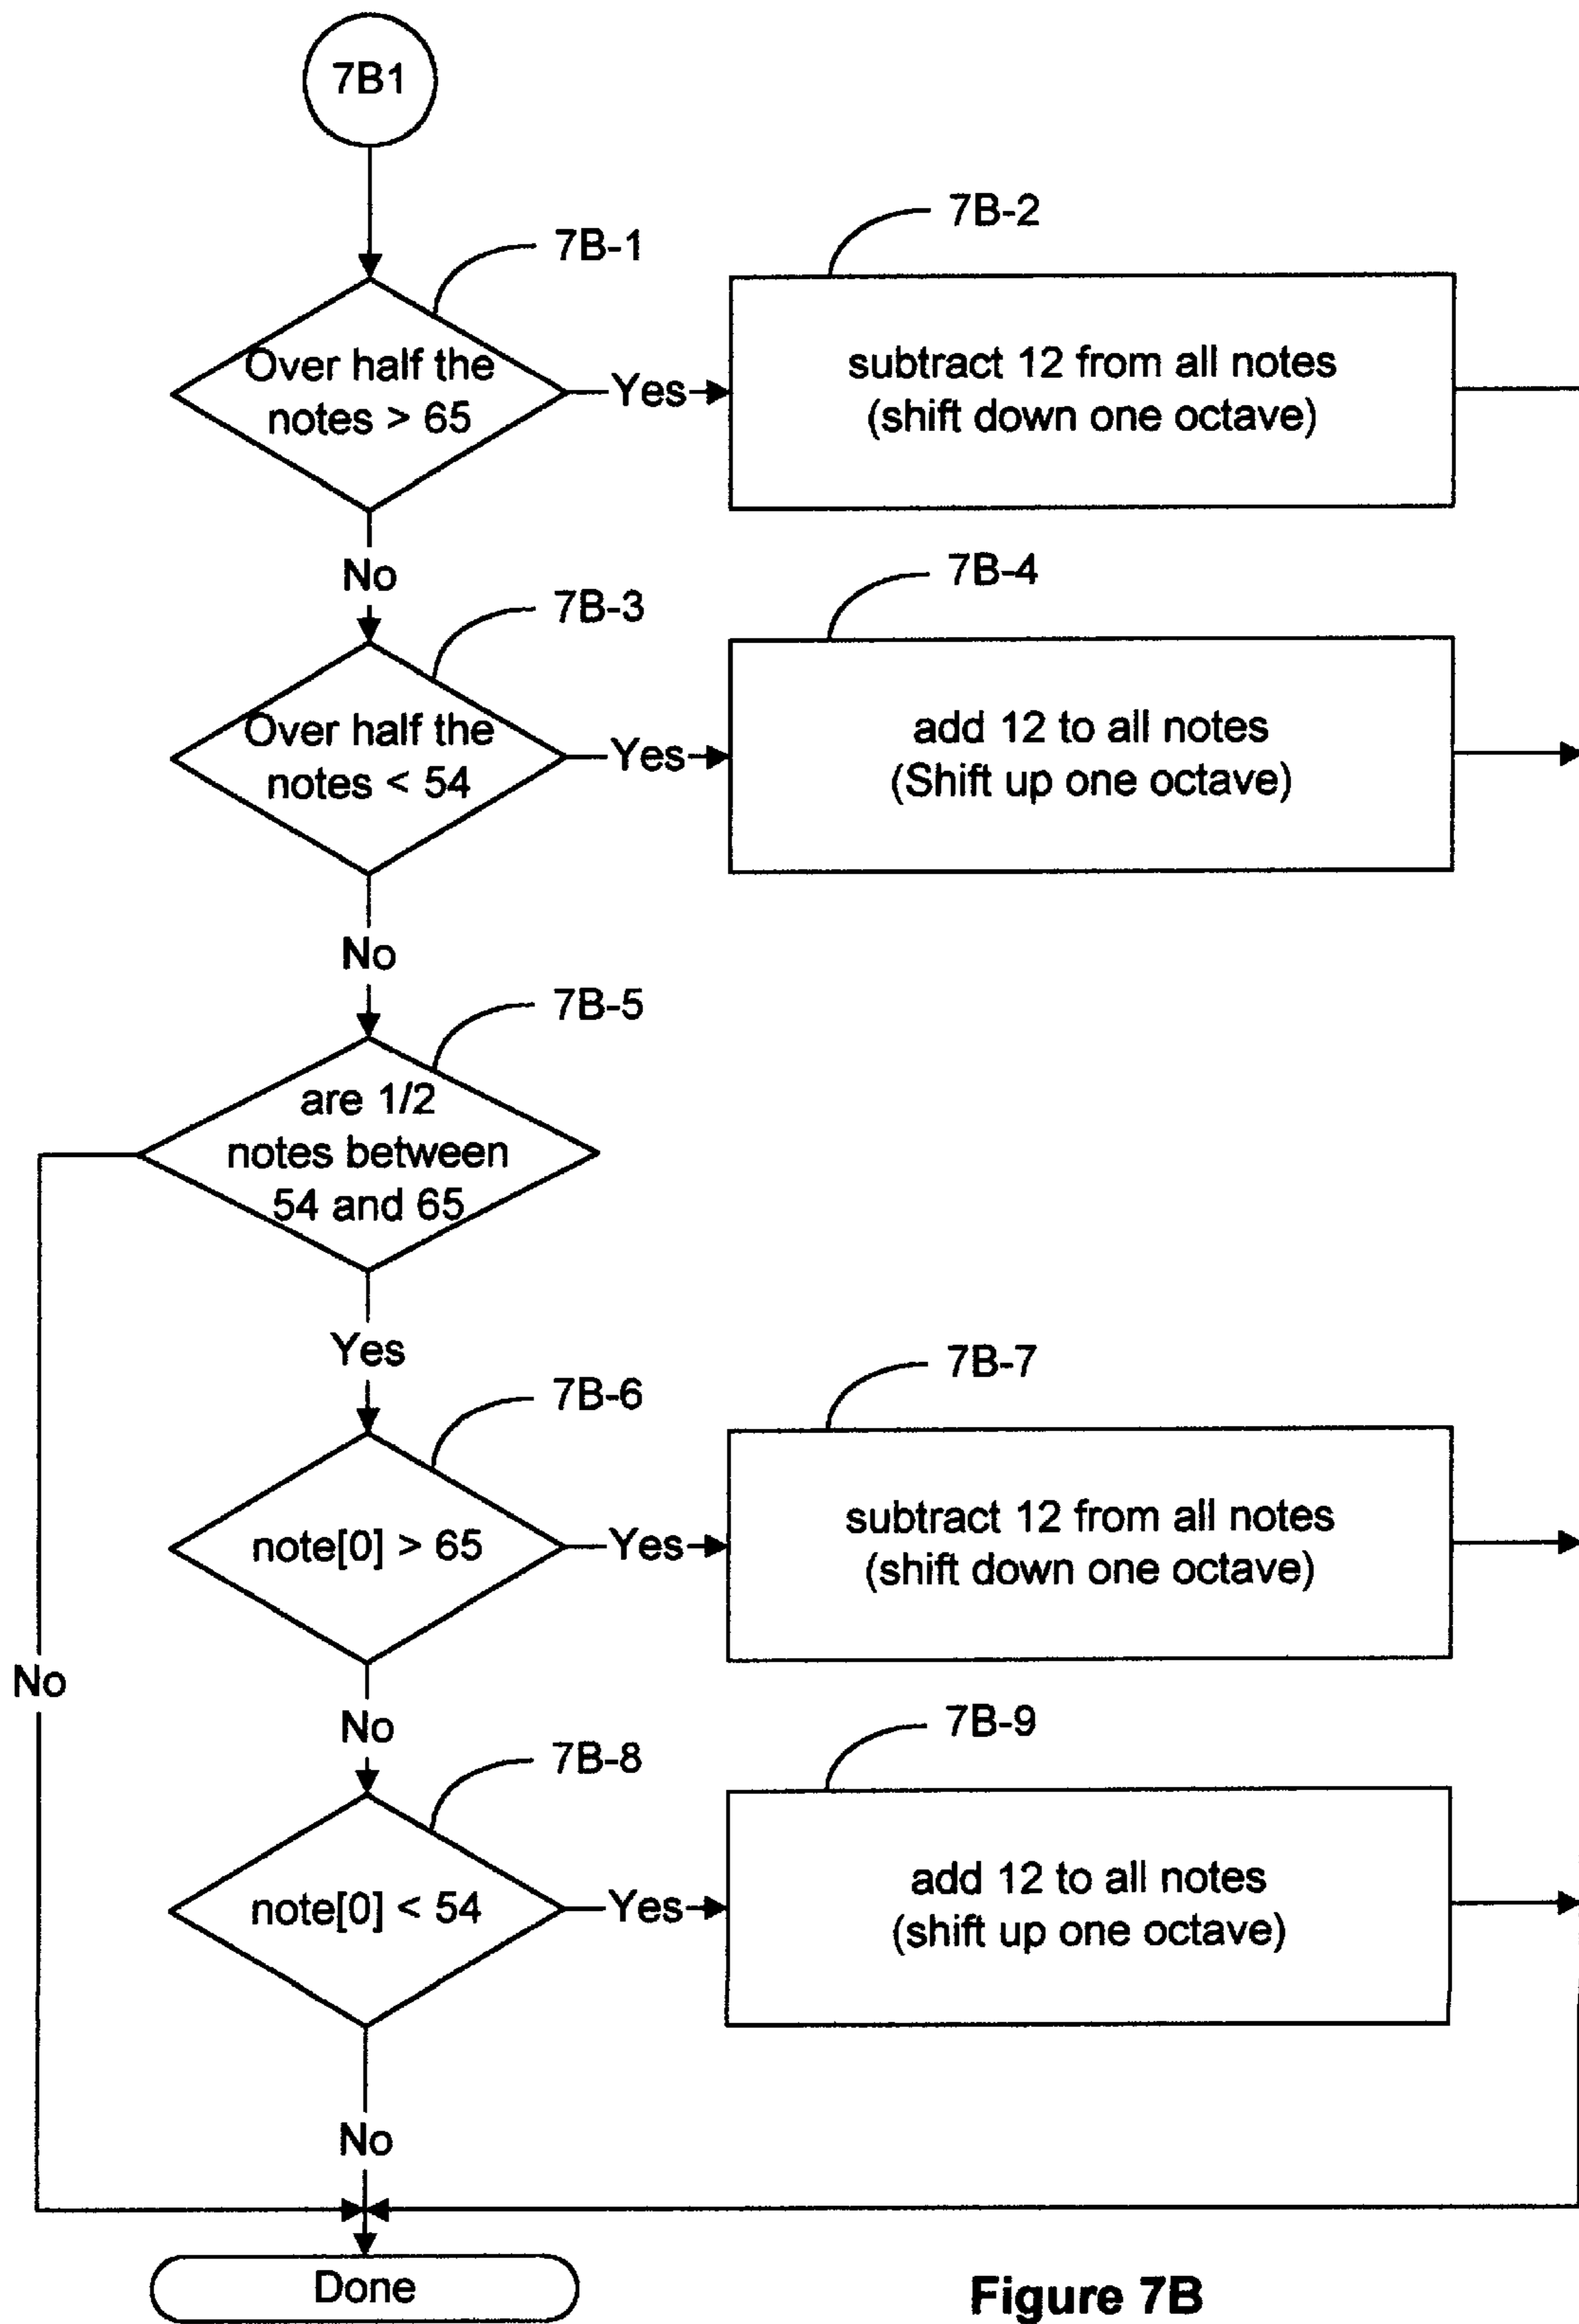 7B1
7B-1
7B-2
Over half the
notes > 65
Yes
subtract 12 from all notes
(shift down one octave)
No
7B-3
7B-4
Over half the
notes < 54
Yes
add 12 to all notes
(Shift up one octave)
No
7B-5
are 1/2
notes between
54 and 65
Yes
7B-6
7B-7
note[0] > 65
Yes
subtract 12 from all notes
(shift down one octave)
No
No
7B-8
7B-9
note[0] < 54
Yes
add 12 to all notes
(shift up one octave)
No
Done
Figure 7B